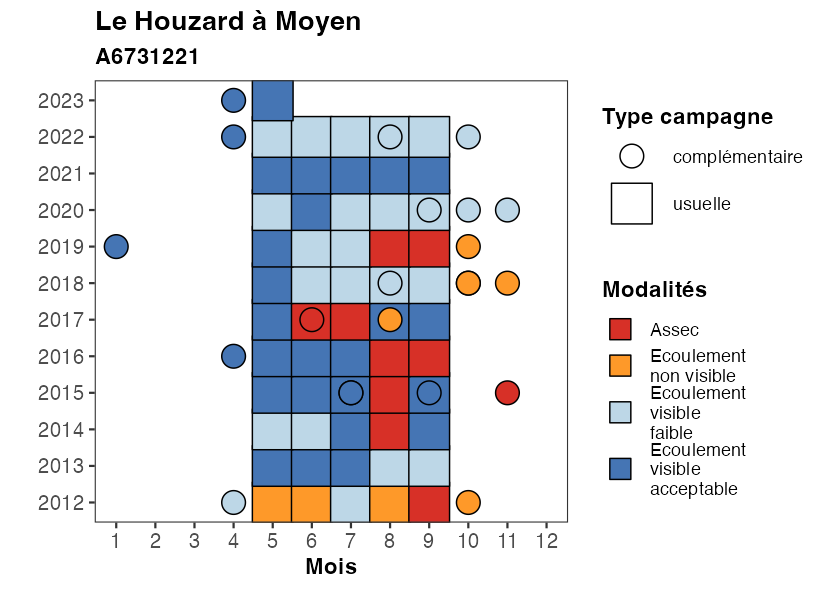 Le Houzard à Moyen
A6731221
2023
2022
2021
2020
2019
2018
2017
2016
2015
2014
2013
2012
1 2 3 4 5 6 7 8 9 10 11 12
Mois
Type campagne
complémentaire
usuelle
Modalités
Assec
Ecoulement
non visible
Ecoulement
visible
faible
Ecoulement
visible
acceptable